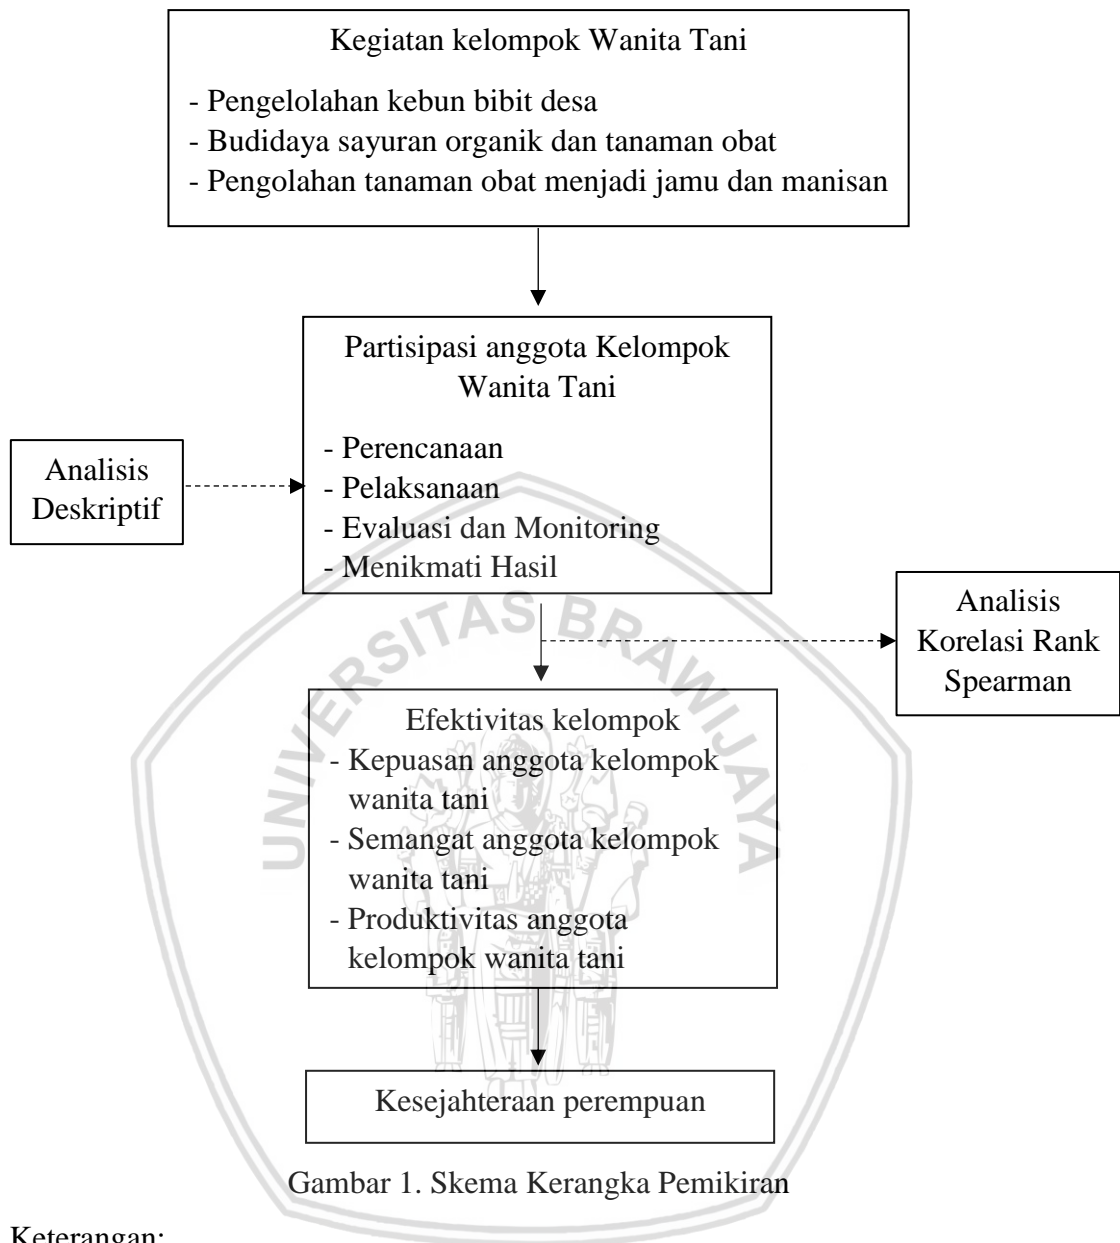 Kegiatan kelompok Wanita Tani
- Pengelolahan kebun bibit desa
- Budidaya sayuran organik dan tanaman obat
- Pengolahan tanaman obat menjadi jamu dan manisan
Partisipasi anggota Kelompok
Wanita Tani
- Perencanaan
- Pelaksanaan
- Evaluasi dan Monitoring
- Menikmati Hasil
Analisis
Deskriptif
Analisis
Korelasi Rank
Spearman
UNIVERSITAS BRAWIJAYA
Efektivitas kelompok
- Kepuasan anggota kelompok
wanita tani
- Semangat anggota kelompok
wanita tani
- Produktivitas anggota
kelompok wanita tani
Kesejahteraan perempuan
Gambar 1. Skema Kerangka Pemikiran
Keterangan: